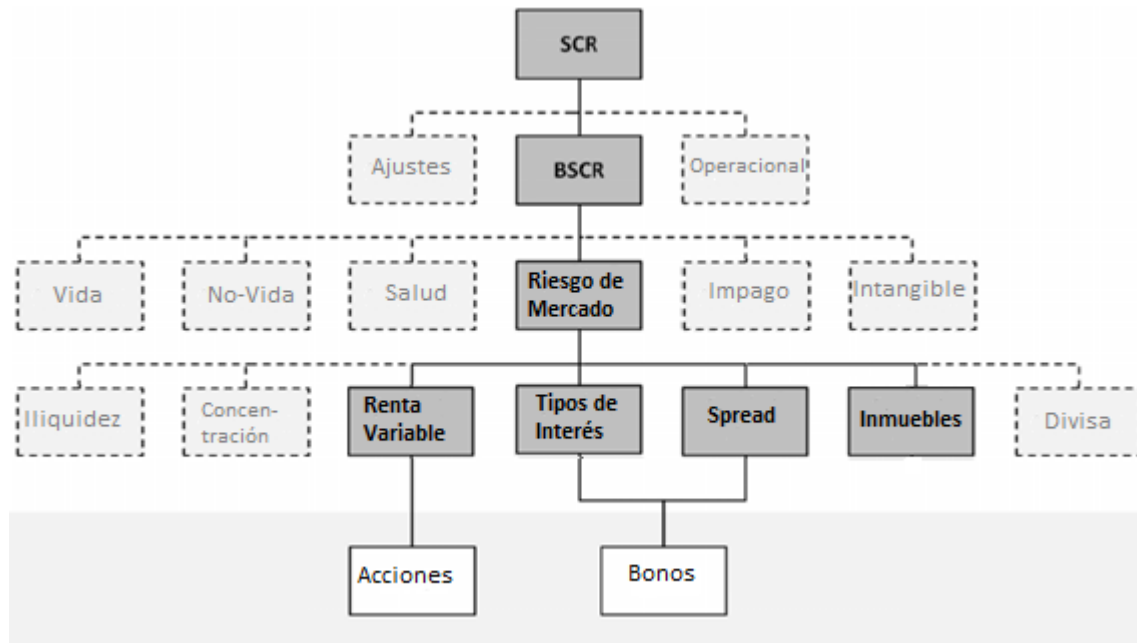 SCR
Ajustes
BSCR
Operacional
Vida
No-Vida
Salud
Riesgo de
Mercado
Impago
Intangible
Iliquidez
Concen-
tración
Renta
Variable
Tipos de
Interés
Spread
Inmuebles
Divisa
Acciones
Bonos